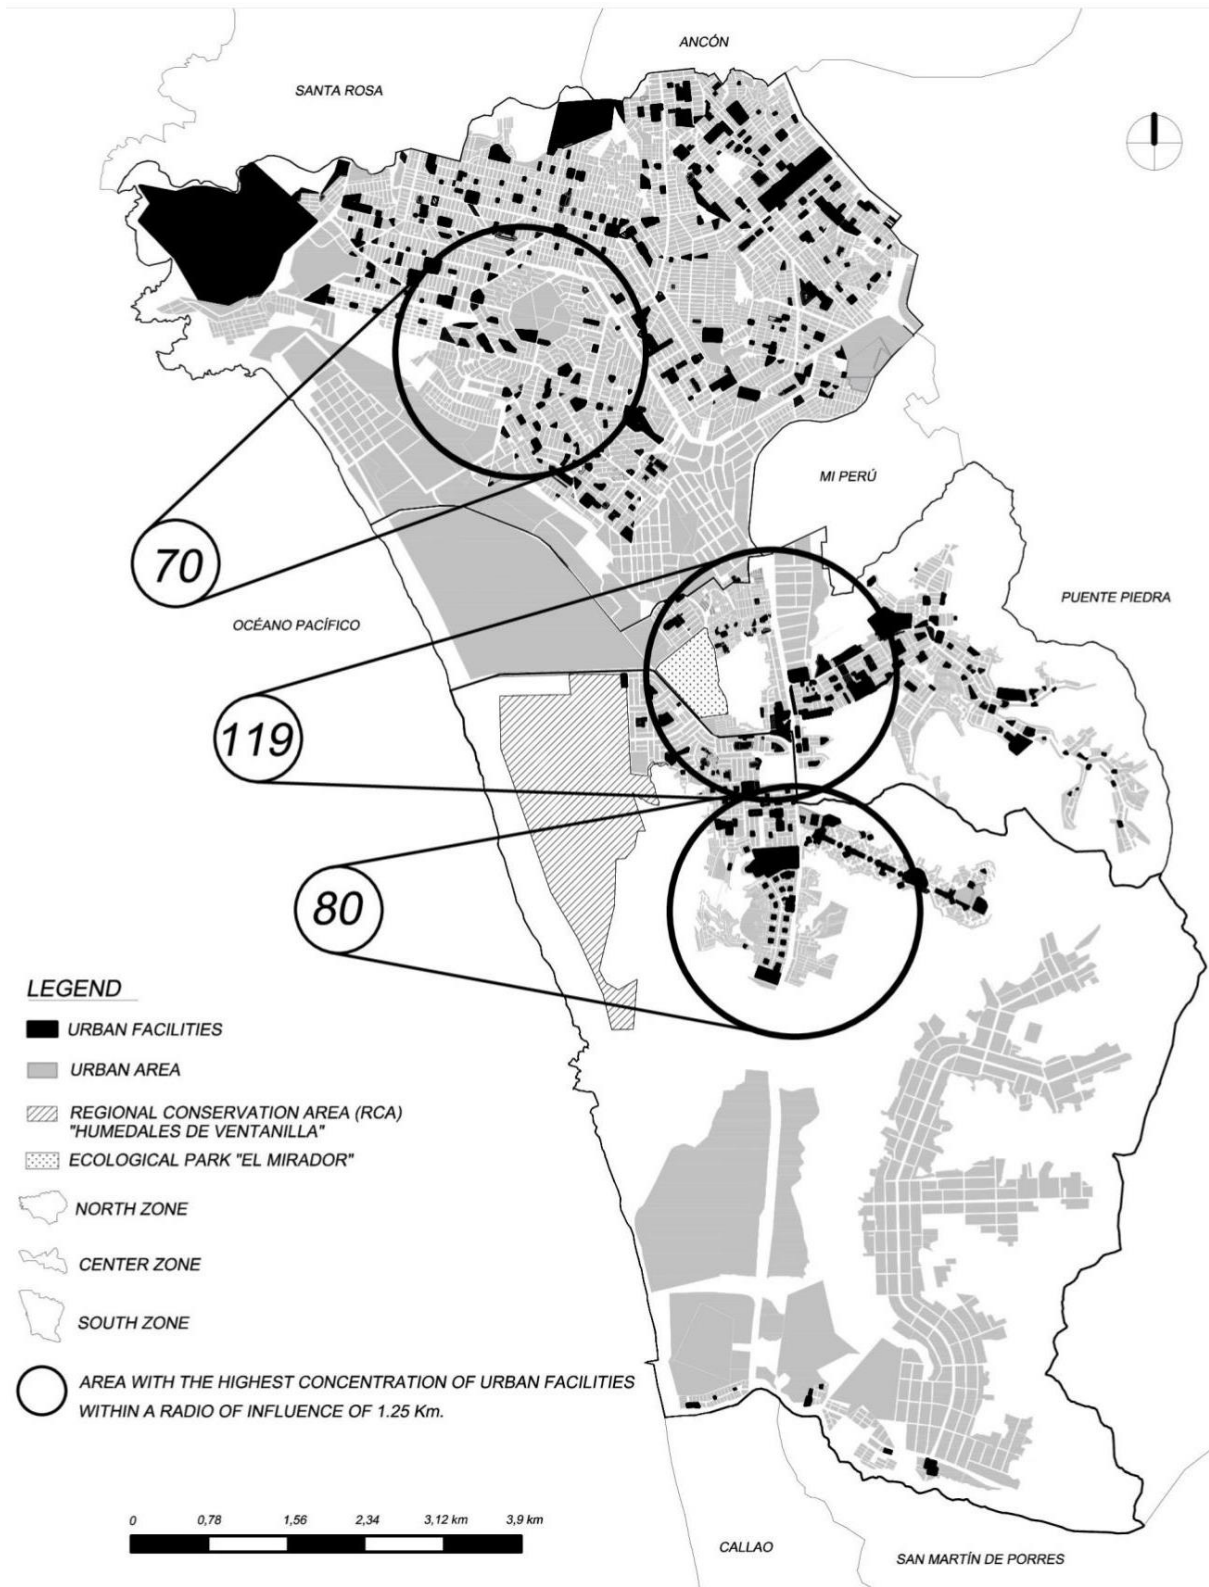 ANCÓN
SANTA ROSA
MI PERÚ
70
PUENTE PIEDRA
OCÉANO PACÍFICO
119
80
LEGEND
URBAN FACILITIES
URBAN AREA
REGIONAL CONSERVATION AREA (RCA)
"HUMEDALES DE VENTANILLA"
ECOLOGICAL PARK "EL MIRADOR"
NORTH ZONE
CENTER ZONE
SOUTH ZONE
AREA WITH THE HIGHEST CONCENTRATION OF URBAN FACILITIES
WITHIN A RADIO OF INFLUENCE OF 1.25 Km.
0 0,78 1,56 2,34 3,12 km 3,9 km
CALLAO
SAN MARTÍN DE PORRES